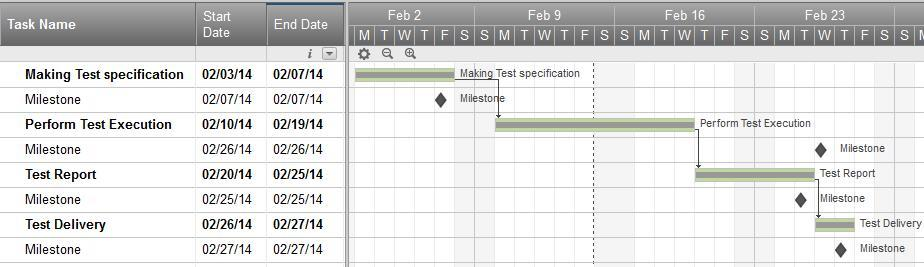 Task Name Start Date End Date Feb 2 Feb 9 Feb 16 Feb 23
M T W T F S S M T W T F S S M T W T F S S M T W T F S S M
i
Making Test specification 02/03/14 02/07/14 Making Test specification
Milestone 02/07/14 02/07/14 Milestone
Perform Test Execution 02/10/14 02/19/14 Perform Test Execution
Milestone 02/26/14 02/26/14 Milestone
Test Report 02/20/14 02/25/14 Test Report
Milestone 02/25/14 02/25/14 Milestone
Test Delivery 02/26/14 02/27/14 Test Delivery
Milestone 02/27/14 02/27/14 Milestone